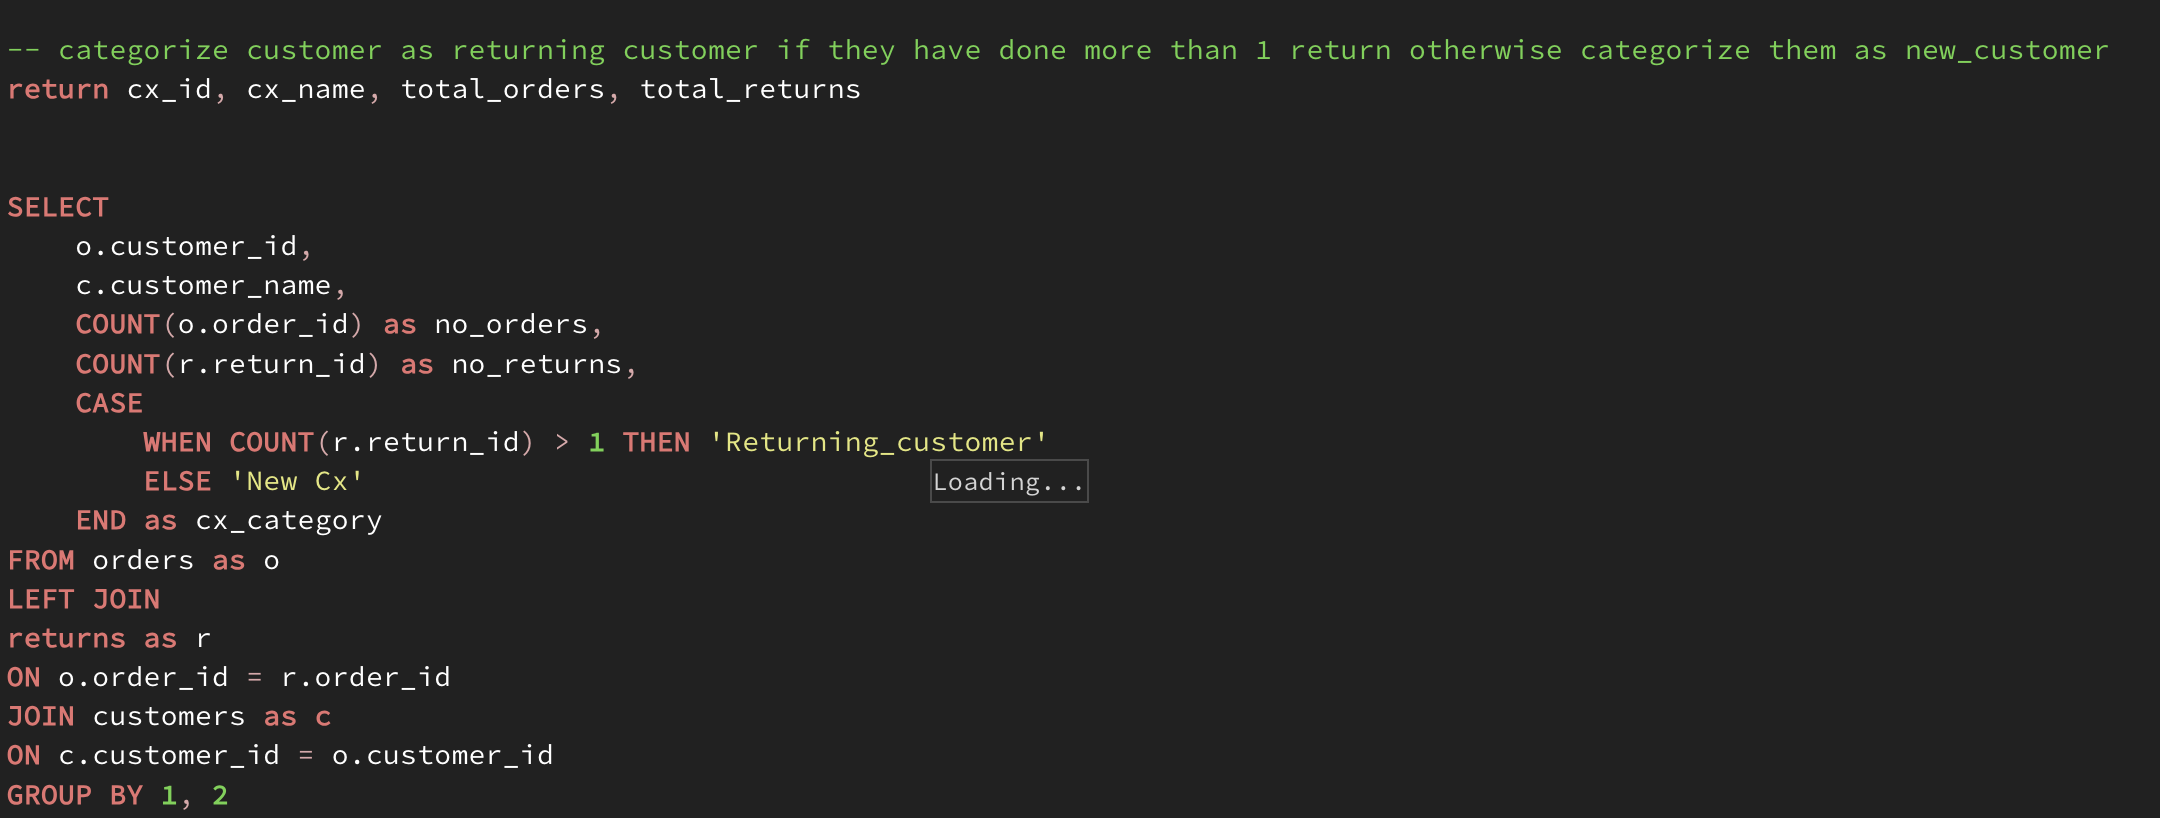 -- categorize customer as returning customer if they have done more than 1 return otherwise categorize them as new_customer
return cx_id, cx_name, total_orders, total_returns
SELECT
o.customer_id,
c.customer_name,
COUNT(o.order_id) as no_orders,
COUNT(r.return_id) as no_returns,
CASE
WHEN COUNT(r.return_id) > 1 THEN 'Returning_customer'
ELSE 'New Cx'
Loading...
END as cx_category
FROM orders as o
LEFT JOIN
returns as r
ON o.order_id = r.order_id
JOIN customers as c
ON c.customer_id = o.customer_id
GROUP BY 1, 2